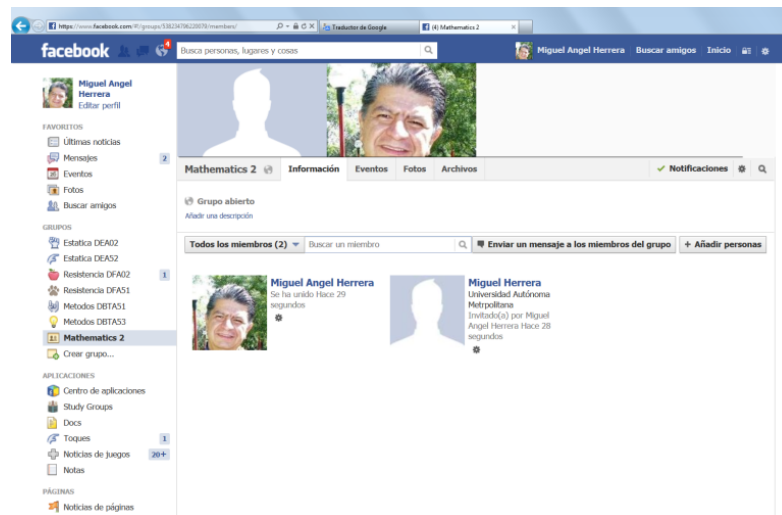 https://www.facebook.com/
Traductor de Google
(4) Mathematics 2
facebook
4
Busca personas, lugares y cosas
Miguel Angel Herrera
Buscar amigos
Inicio
Miguel Angel
Herrera
Editar perfil
FAVORITOS
Últimas noticias
Mensajes 2
Eventos
Fotos
Buscar amigos
GRUPOS
Estatica DEA02
Estatica DEA52
Resistencia DFA02 1
Resistencia DFA51
Metodos DBTA51
Metodos DBTA53
Mathematics 2
Crear grupo...
APLICACIONES
Centro de aplicaciones
Study Groups
Docs
Toques 1
Noticias de juegos 20+
Notas
PÁGINAS
Noticias de páginas
Mathematics 2
Información
Eventos
Fotos
Archivos
Notificaciones
Grupo abierto
Añadir una descripción
Todos los miembros (2)
Buscar un miembro
Enviar un mensaje a los miembros del grupo
+ Añadir personas
Miguel Angel Herrera
Se ha unido Hace 29
segundos
Miguel Herrera
Universidad Autónoma
Metrpolitana
Invitado(a) por Miguel
Angel Herrera Hace 28
segundos